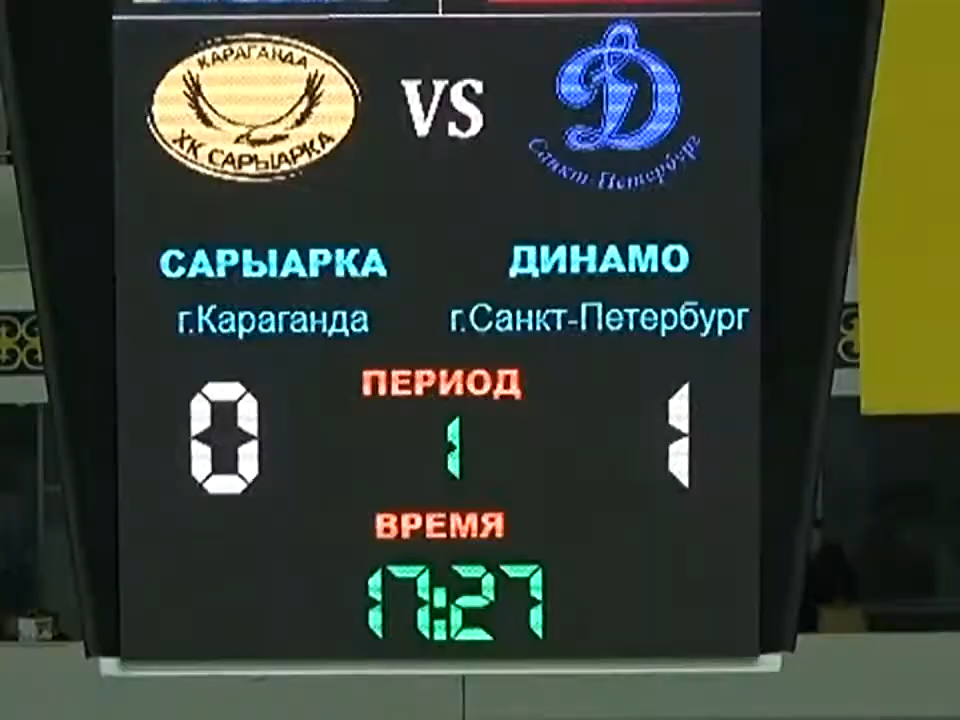 КАРАГАНДА
ХК САРЫАРКА
VS
Д
Санкт-Петербург
САРЫАРКА
ДИНАМО
г.Караганда
г.Санкт-Петербург
ПЕРИОД
0
1
1
ВРЕМЯ
17:27